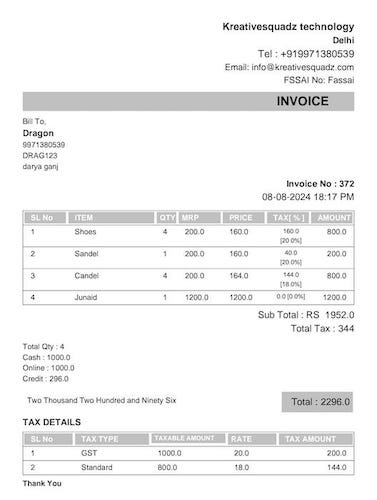 Kreativesquadz technology
Delhi
Tel : +919971380539
Email: info@kreativesquadz.com
FSSAI No: Fassai
INVOICE
Bill To,
Dragon
9971380539
DRAG123
darya ganj
Invoice No : 372
08-08-2024 18:17 PM
SL No ITEM QTY MRP PRICE TAX[ % ] AMOUNT
1 Shoes 4 200.0 160.0 160.0 [20.0%] 800.0
2 Sandel 1 200.0 160.0 40.0 [20.0%] 200.0
3 Candel 4 200.0 164.0 144.0 [18.0%] 800.0
4 Junaid 1 1200.0 1200.0 0.0 [0.0%] 1200.0
Sub Total : RS 1952.0
Total Tax : 344
Total Qty : 4
Cash : 1000.0
Online : 1000.0
Credit : 296.0
Two Thousand Two Hundred and Ninety Six
Total : 2296.0
TAX DETAILS
SL No TAX TYPE TAXABLE AMOUNT RATE TAX AMOUNT
1 GST 1000.0 20.0 200.0
2 Standard 800.0 18.0 144.0
Thank You